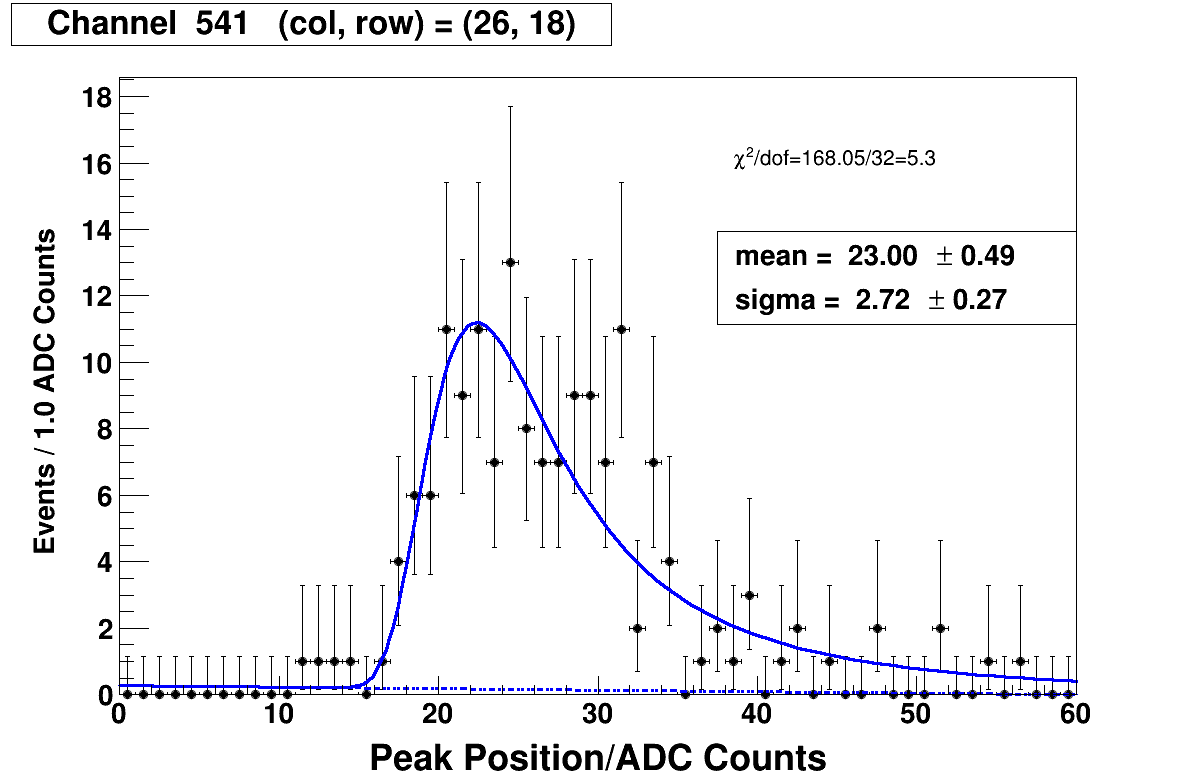 Channel  541   (col, row) = (26, 18)
χ²/dof=168.05/32=5.3
mean =  23.00  ± 0.49
sigma =  2.72  ± 0.27
Events / 1.0 ADC Counts
18
16
14
12
10
8
6
4
2
0
0 10 20 30 40 50 60
Peak Position/ADC Counts